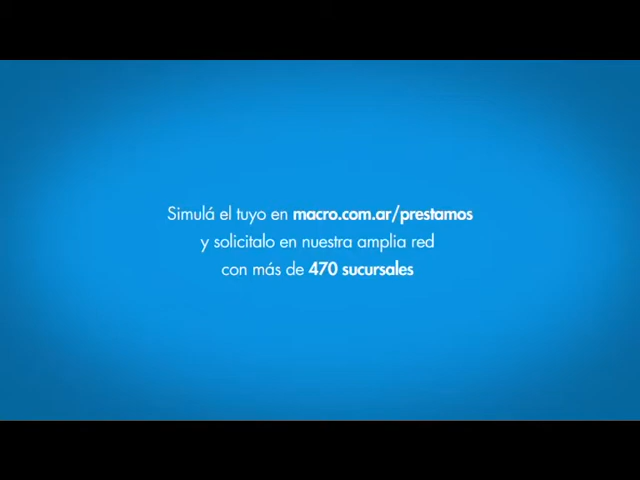 Simulá el tuyo en macro.com.ar/prestamos
y solicitalo en nuestra amplia red
con más de 470 sucursales